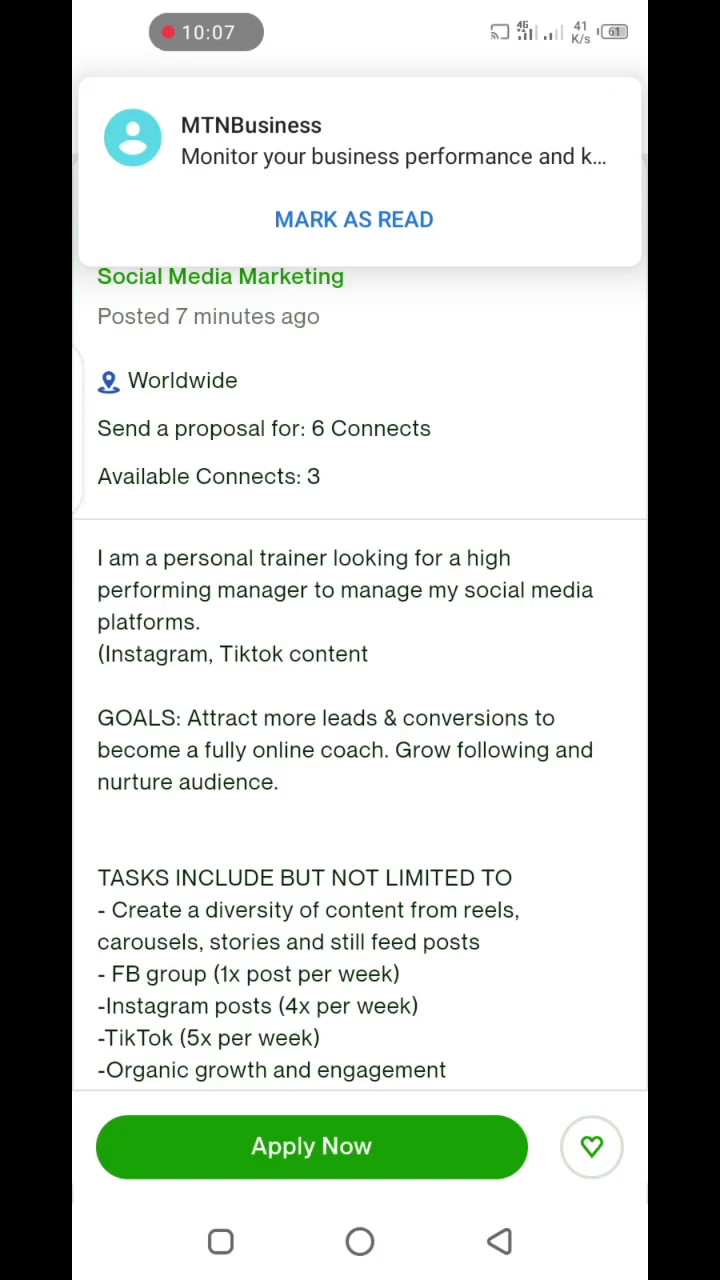 10:07
4G
41
K/s
61
MTNBusiness
Monitor your business performance and k...
MARK AS READ
Social Media Marketing
Posted 7 minutes ago
Worldwide
Send a proposal for: 6 Connects
Available Connects: 3
I am a personal trainer looking for a high
performing manager to manage my social media
platforms.
(Instagram, Tiktok content
GOALS: Attract more leads & conversions to
become a fully online coach. Grow following and
nurture audience.
TASKS INCLUDE BUT NOT LIMITED TO
- Create a diversity of content from reels,
carousels, stories and still feed posts
- FB group (1x post per week)
-Instagram posts (4x per week)
-TikTok (5x per week)
-Organic growth and engagement
Apply Now